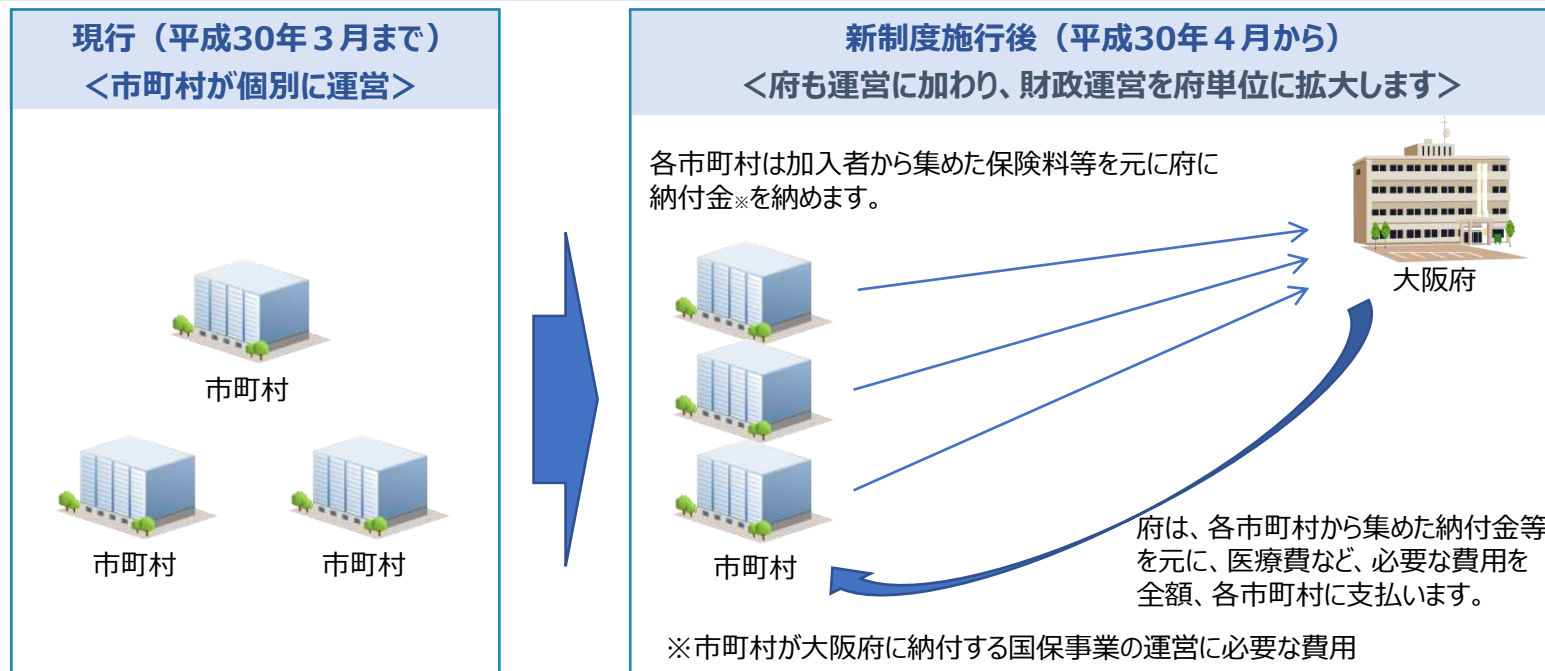 現行（平成30年３月まで）
＜市町村が個別に運営＞
市町村
市町村
市町村
新制度施行後（平成30年４月から）
＜府も運営に加わり、財政運営を府単位に拡大します＞
各市町村は加入者から集めた保険料等を元に府に
納付金※を納めます。
大阪府
市町村
府は、各市町村から集めた納付金等
を元に、医療費など、必要な費用を
全額、各市町村に支払います。
※市町村が大阪府に納付する国保事業の運営に必要な費用